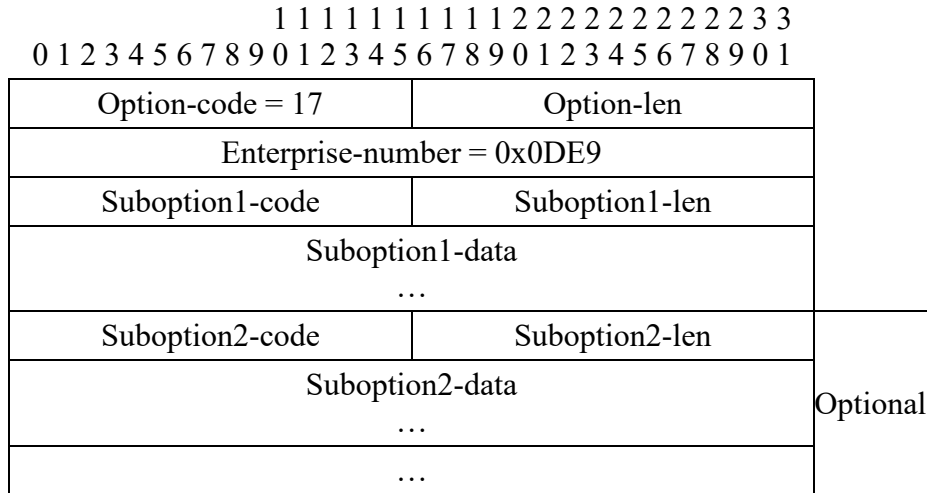 1 1 1 1 1 1 1 1 1 1 2 2 2 2 2 2 2 2 2 2 3 3
0 1 2 3 4 5 6 7 8 9 0 1 2 3 4 5 6 7 8 9 0 1 2 3 4 5 6 7 8 9 0 1
Option-code = 17 Option-len
Enterprise-number = 0x0DE9
Suboption1-code Suboption1-len
Suboption1-data
…
Suboption2-code Suboption2-len
Suboption2-data
Optional
…
…